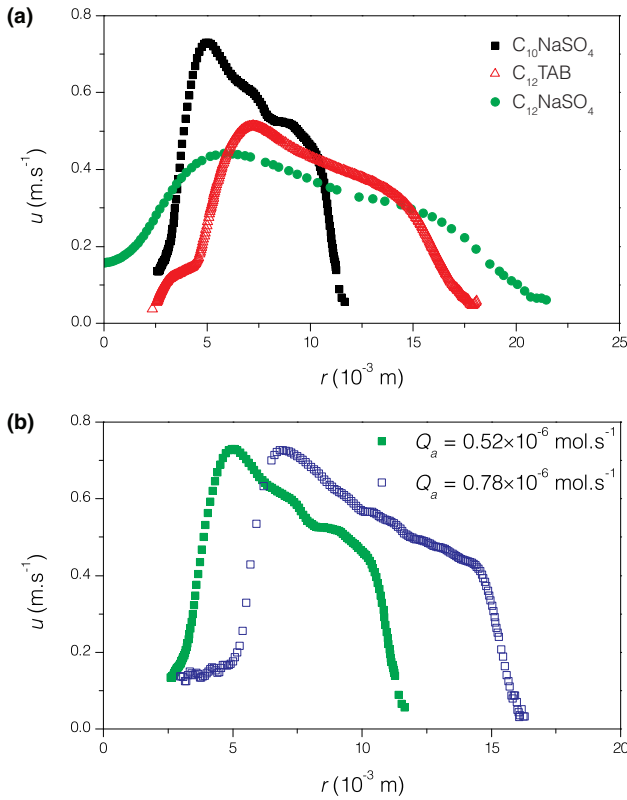 (a)
0.8
0.6
0.4
0.2
0.0
u (m.s⁻¹)
C₁₀NaSO₄
C₁₂TAB
C₁₂NaSO₄
0 5 10 15 20 25
r (10⁻³ m)
(b)
0.8
0.6
0.4
0.2
0.0
u (m.s⁻¹)
Qₐ = 0.52×10⁻⁶ mol.s⁻¹
Qₐ = 0.78×10⁻⁶ mol.s⁻¹
0 5 10 15 20
r (10⁻³ m)